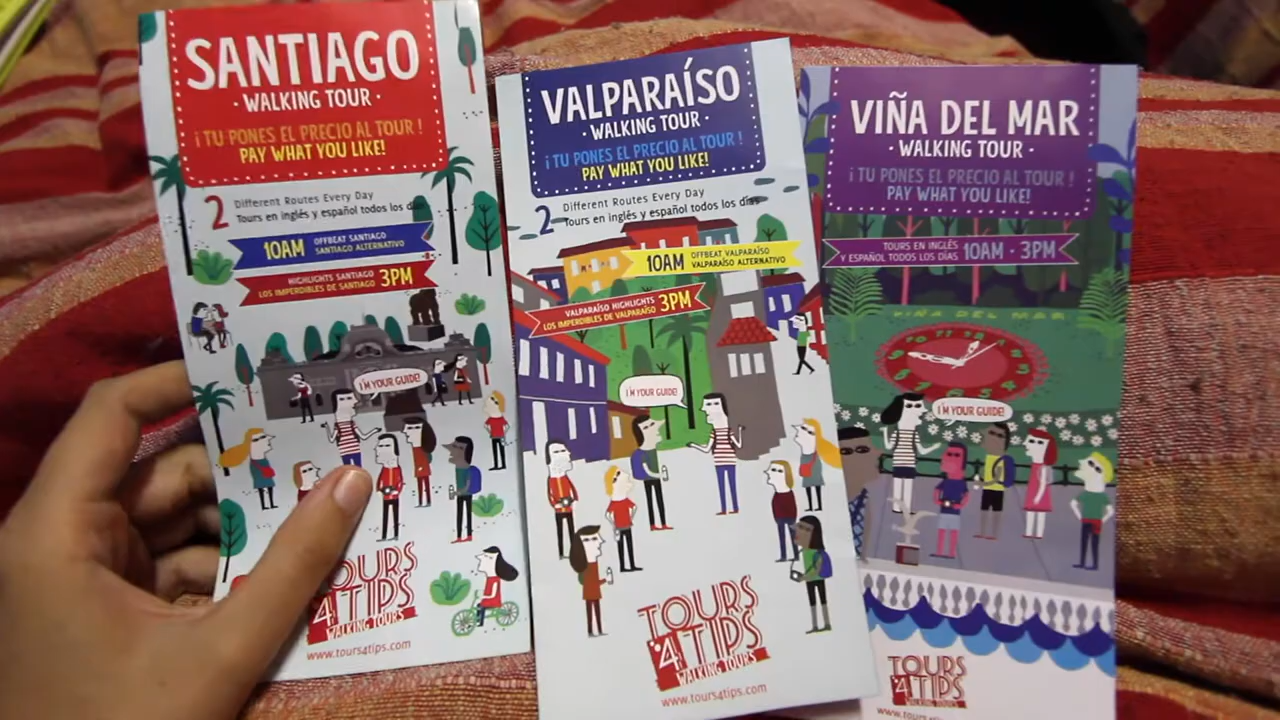 SANTIAGO
· WALKING TOUR ·
¡TU PONES EL PRECIO AL TOUR!
PAY WHAT YOU LIKE!
2 Different Routes Every Day
Tours en inglés y español todos los días
10AM OFFBEAT SANTIAGO
SANTIAGO ALTERNATIVO
HIGHLIGHTS SANTIAGO 3PM
LOS IMPERDIBLES DE SANTIAGO
I'M YOUR GUIDE!
TOURS
4TIPS
WALKING TOURS
www.tours4tips.com
VALPARAÍSO
· WALKING TOUR ·
¡TU PONES EL PRECIO AL TOUR!
PAY WHAT YOU LIKE!
2 Different Routes Every Day
Tours en inglés y español todos los días
10AM OFFBEAT VALPARAÍSO
VALPARAÍSO ALTERNATIVO
VALPARAÍSO HIGHLIGHTS 3PM
LOS IMPERDIBLES DE VALPARAÍSO
I'M YOUR GUIDE!
TOURS
4TIPS
WALKING TOURS
www.tours4tips.com
VIÑA DEL MAR
· WALKING TOUR ·
¡TU PONES EL PRECIO AL TOUR!
PAY WHAT YOU LIKE!
TOURS EN INGLÉS
Y ESPAÑOL TODOS LOS DÍAS 10AM · 3PM
VIÑA DEL MAR
I'M YOUR GUIDE!
TOURS
4TIPS
WALKING TOURS
www.tours4tips.com